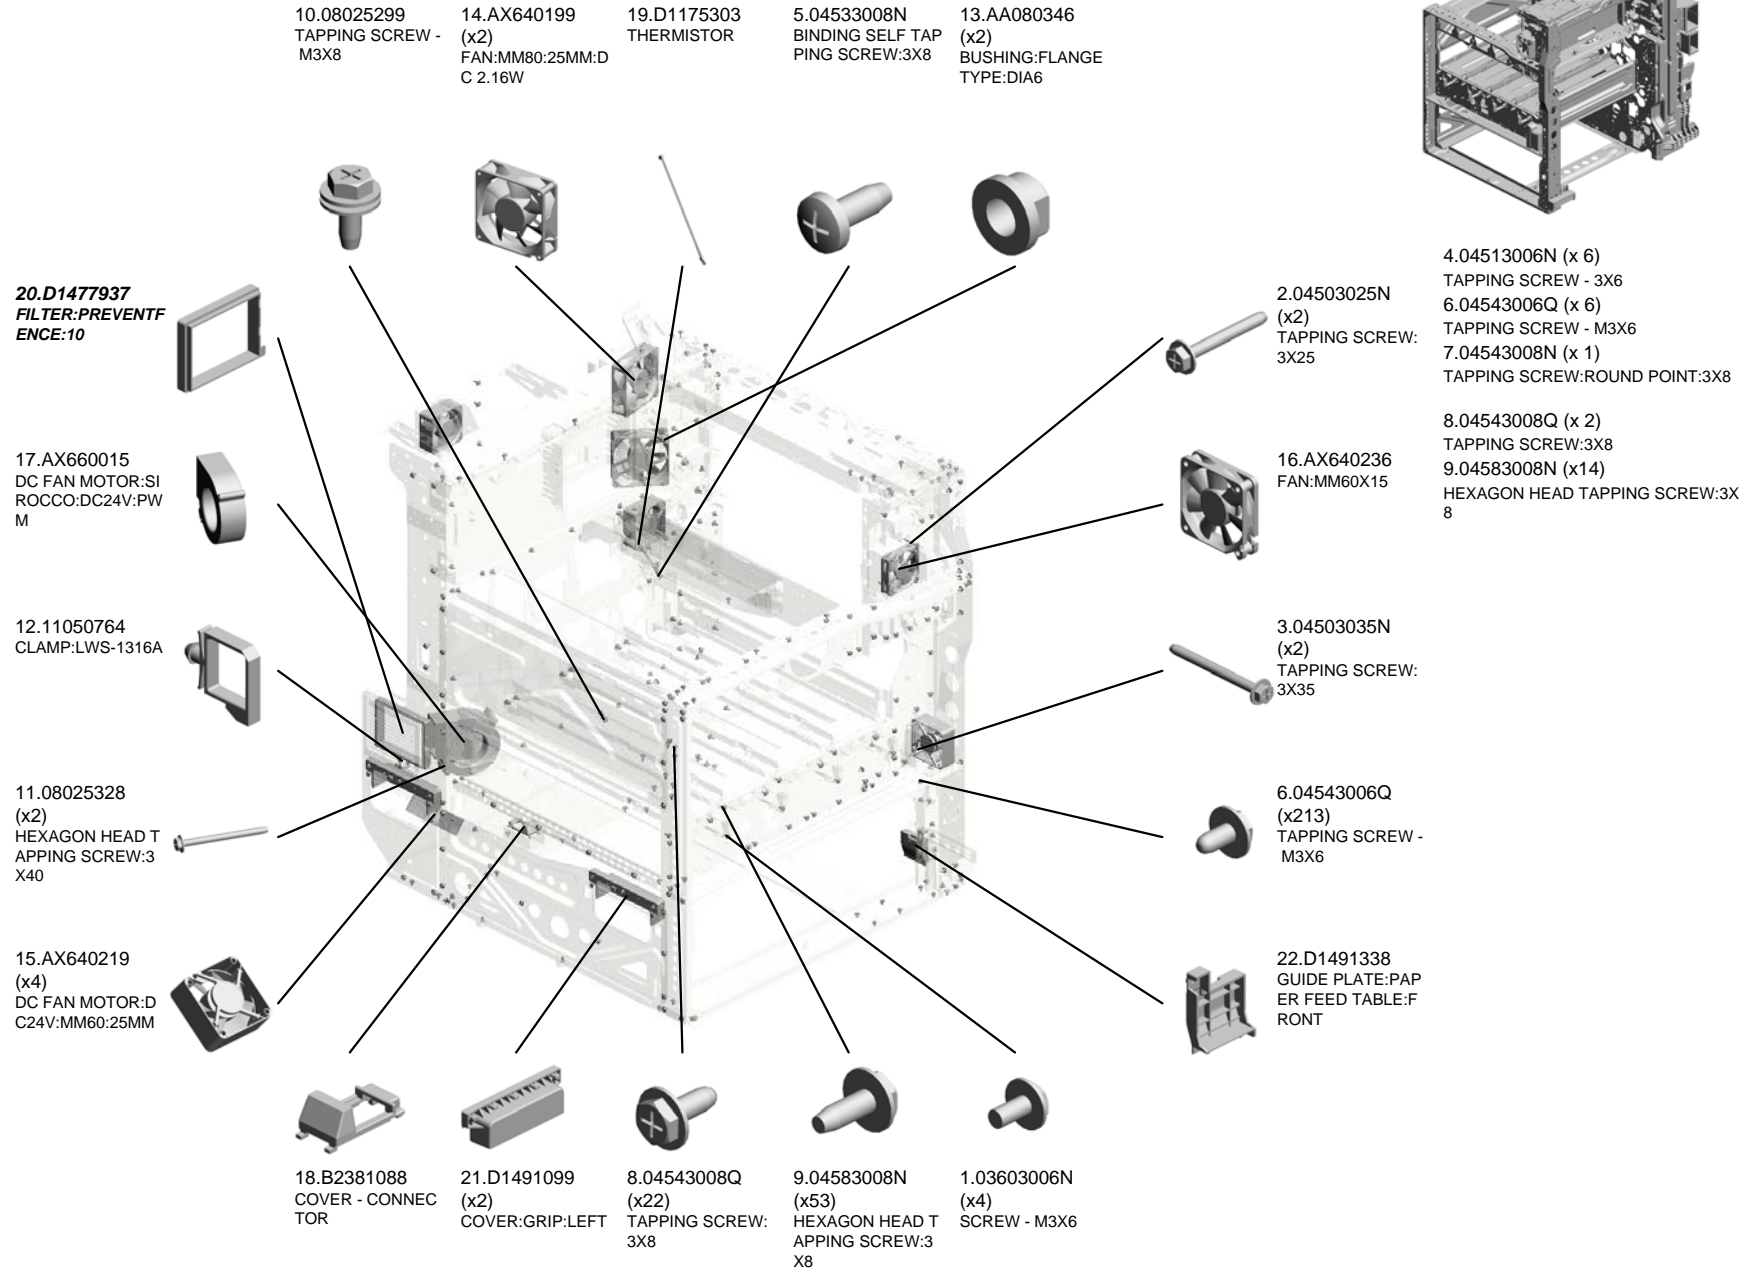 10.08025299
TAPPING SCREW -
M3X8
14.AX640199
(x2)
FAN:MM80:25MM:D
C 2.16W
19.D1175303
THERMISTOR
5.04533008N
BINDING SELF TAP
PING SCREW:3X8
13.AA080346
(x2)
BUSHING:FLANGE
TYPE:DIA6
20.D1477937
FILTER:PREVENTF
ENCE:10
17.AX660015
DC FAN MOTOR:SI
ROCCO:DC24V:PW
M
12.11050764
CLAMP:LWS-1316A
11.08025328
(x2)
HEXAGON HEAD T
APPING SCREW:3
X40
15.AX640219
(x4)
DC FAN MOTOR:D
C24V:MM60:25MM
2.04503025N
(x2)
TAPPING SCREW:
3X25
16.AX640236
FAN:MM60X15
3.04503035N
(x2)
TAPPING SCREW:
3X35
6.04543006Q
(x213)
TAPPING SCREW -
M3X6
22.D1491338
GUIDE PLATE:PAP
ER FEED TABLE:F
RONT
4.04513006N (x 6)
TAPPING SCREW - 3X6
6.04543006Q (x 6)
TAPPING SCREW - M3X6
7.04543008N (x 1)
TAPPING SCREW:ROUND POINT:3X8
8.04543008Q (x 2)
TAPPING SCREW:3X8
9.04583008N (x14)
HEXAGON HEAD TAPPING SCREW:3X
8
18.B2381088
COVER - CONNEC
TOR
21.D1491099
(x2)
COVER:GRIP:LEFT
8.04543008Q
(x22)
TAPPING SCREW:
3X8
9.04583008N
(x53)
HEXAGON HEAD T
APPING SCREW:3
X8
1.03603006N
(x4)
SCREW - M3X6